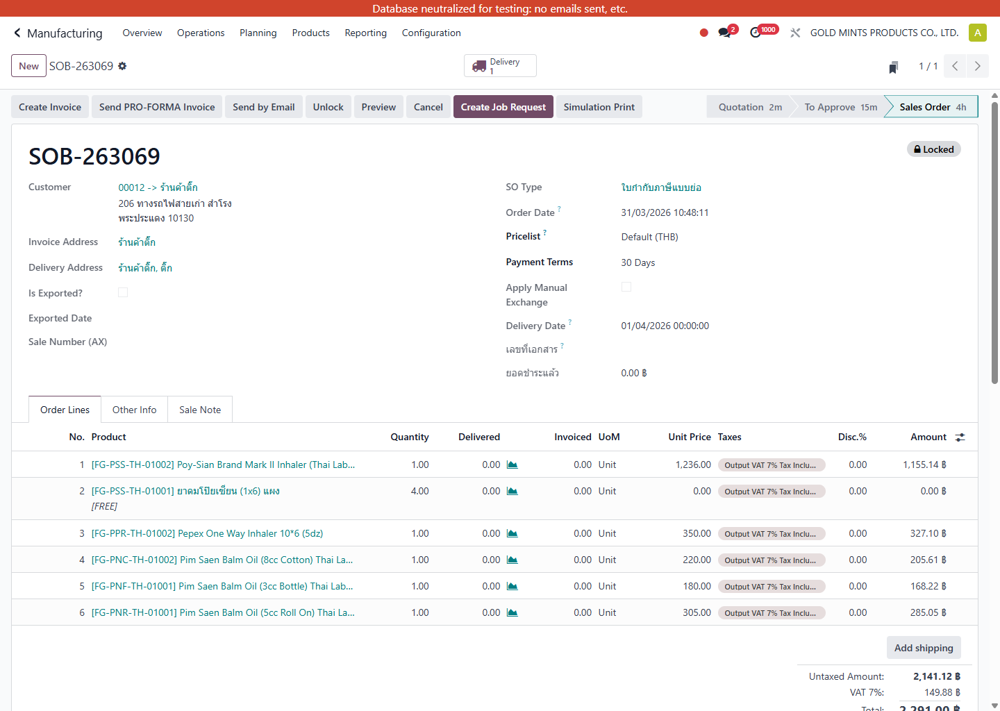 Database neutralized for testing: no emails sent, etc.
Manufacturing Overview Operations Planning Products Reporting Configuration 2 1000 GOLD MINTS PRODUCTS CO., LTD. A
New SOB-263069 Delivery 1 1 / 1
Create Invoice Send PRO-FORMA Invoice Send by Email Unlock Preview Cancel Create Job Request Simulation Print Quotation 2m To Approve 15m Sales Order 4h
SOB-263069
Locked
Customer 00012 -> ร้านค้าติ๊ก
206 ทางรถไฟสายเก่า สำโรง
พระประแดง 10130
Invoice Address ร้านค้าติ๊ก
Delivery Address ร้านค้าติ๊ก, ติ๊ก
Is Exported?
Exported Date
Sale Number (AX)
SO Type ใบกำกับภาษีแบบย่อ
Order Date ? 31/03/2026 10:48:11
Pricelist ? Default (THB)
Payment Terms 30 Days
Apply Manual
Exchange
Delivery Date ? 01/04/2026 00:00:00
เลขที่เอกสาร ?
ยอดชำระแล้ว 0.00 ฿
Order Lines Other Info Sale Note
No. Product Quantity Delivered Invoiced UoM Unit Price Taxes Disc.% Amount
1 [FG-PSS-TH-01002] Poy-Sian Brand Mark II Inhaler (Thai Lab... 1.00 0.00 0.00 Unit 1,236.00 Output VAT 7% Tax Inclu... 0.00 1,155.14 ฿
2 [FG-PSS-TH-01001] ยาดมโป๊ยเซียน (1x6) แผง 4.00 0.00 0.00 Unit 0.00 Output VAT 7% Tax Inclu... 0.00 0.00 ฿
[FREE]
3 [FG-PPR-TH-01002] Pepex One Way Inhaler 10*6 (5dz) 1.00 0.00 0.00 Unit 350.00 Output VAT 7% Tax Inclu... 0.00 327.10 ฿
4 [FG-PNC-TH-01002] Pim Saen Balm Oil (8cc Cotton) Thai La... 1.00 0.00 0.00 Unit 220.00 Output VAT 7% Tax Inclu... 0.00 205.61 ฿
5 [FG-PNF-TH-01001] Pim Saen Balm Oil (3cc Bottle) Thai Lab... 1.00 0.00 0.00 Unit 180.00 Output VAT 7% Tax Inclu... 0.00 168.22 ฿
6 [FG-PNR-TH-01001] Pim Saen Balm Oil (5cc Roll On) Thai La... 1.00 0.00 0.00 Unit 305.00 Output VAT 7% Tax Inclu... 0.00 285.05 ฿
Add shipping
Untaxed Amount: 2,141.12 ฿
VAT 7%: 149.88 ฿
Total: 2,291.00 ฿